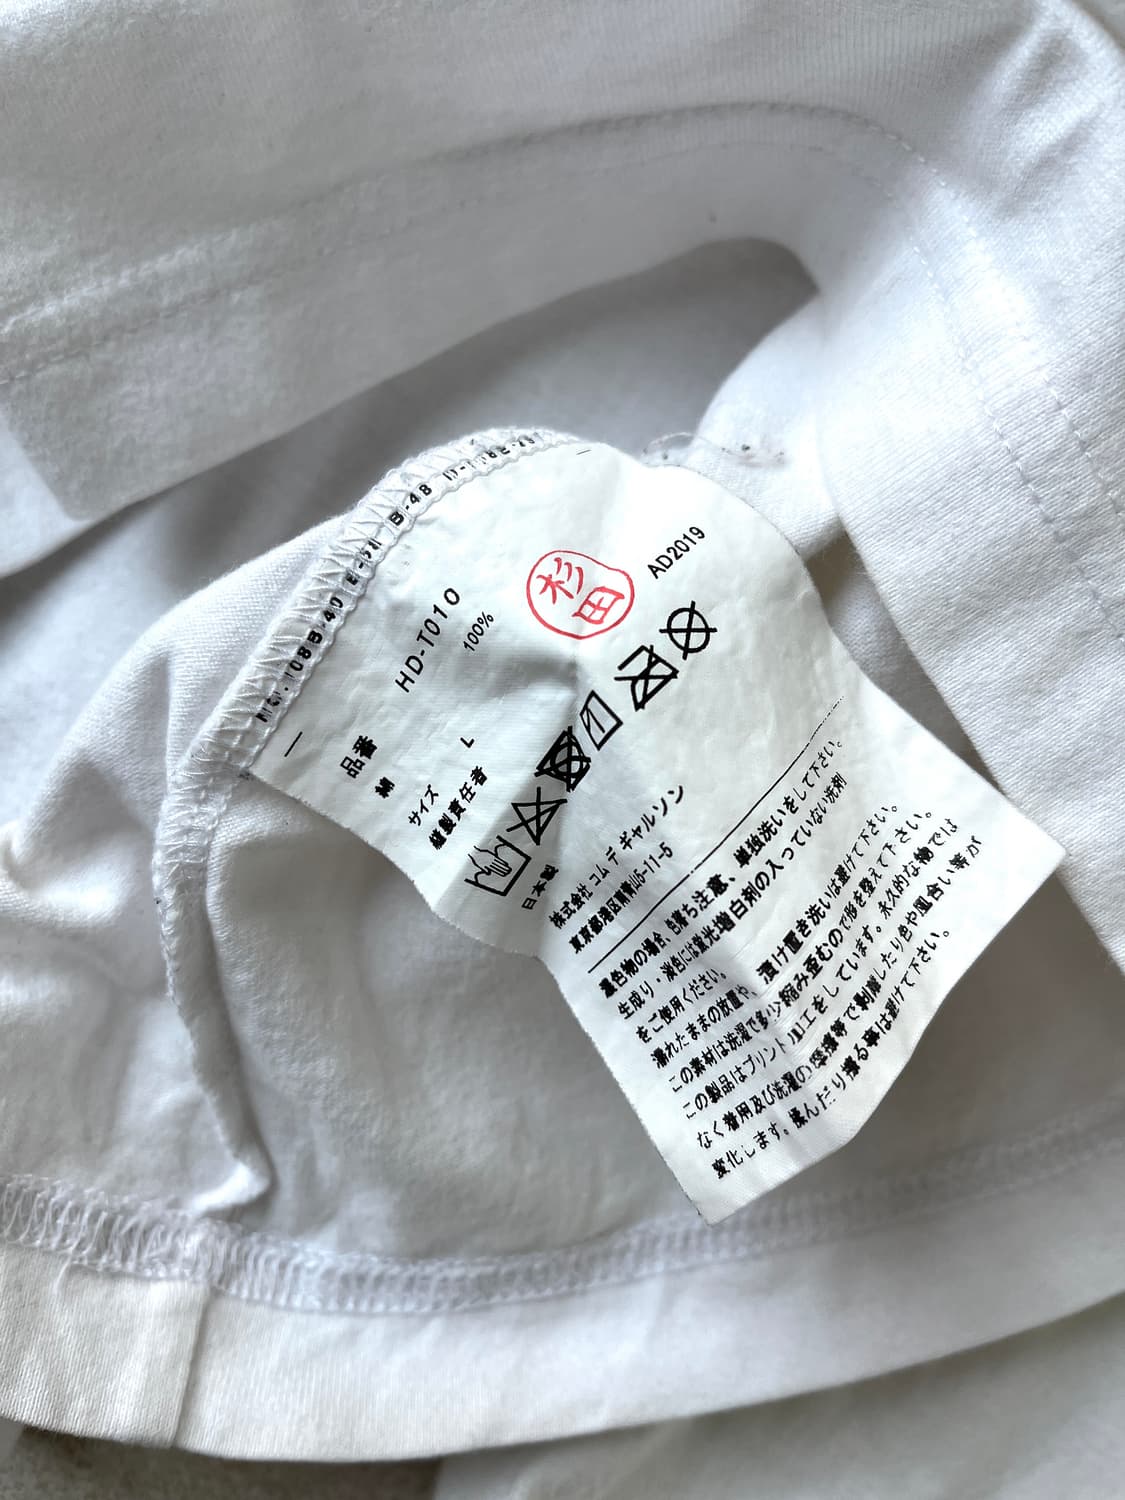 B-48
品番 HD-T010
綿 100%
サイズ L
縫製責任者
杉田
AD2019
日本製
株式会社 コム デ ギャルソン
東京都港区南青山5-11-5
濃色物の場合、色落ち注意、単独洗いをして下さい。
生成り・淡色には蛍光増白剤の入っていない洗剤
をご使用ください。
濡れたままの放置や、漬け置き洗いは避けて下さい。
この素材は洗濯で多少縮み歪むので形を整えて下さい。
この製品はプリント加工をしています。永久的な物では
なく着用及び洗濯の摩擦等で剥離したり色や風合い等が
変化します。揉んだり擦る事は避けて下さい。